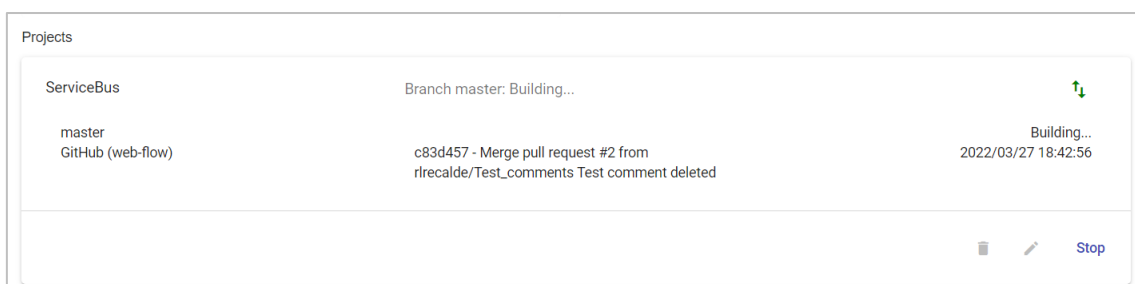 Projects
ServiceBus
Branch master: Building...
master
Building...
GitHub (web-flow)
c83d457 - Merge pull request #2 from
2022/03/27 18:42:56
rlrecalde/Test_comments Test comment deleted
Stop